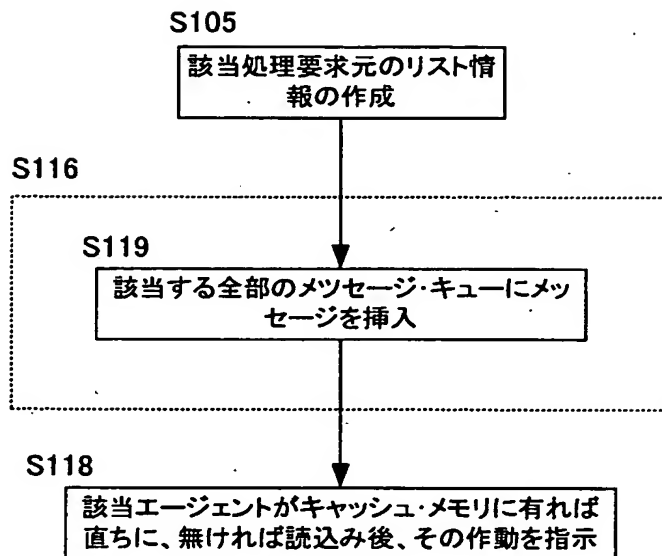 S105
該当処理要求元のリスト情
報の作成
S116
S119
該当する全部のメツセージ・キューにメッ
セージを挿入
S118
該当エージェントがキャッシュ・メモリに有れば
直ちに、無ければ読込み後、その作動を指示